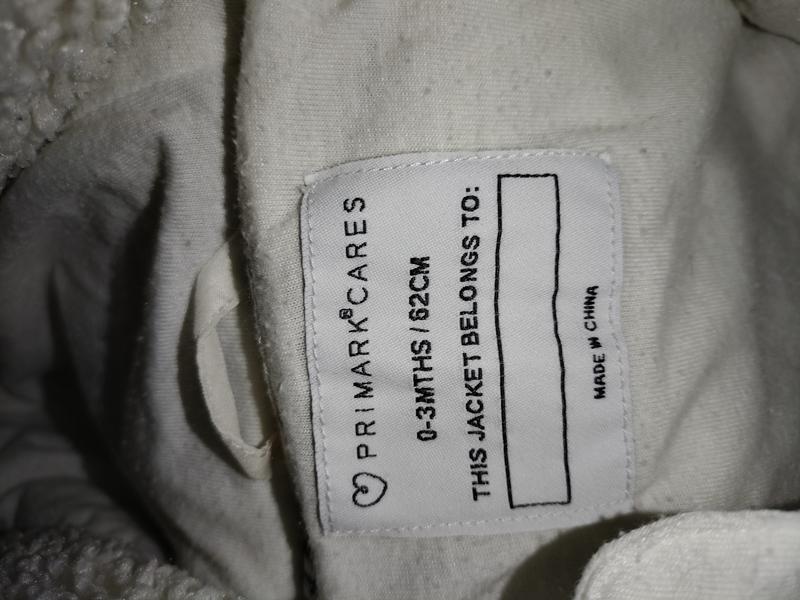 PRIMARK® CARES
0-3MTHS / 62CM
THIS JACKET BELONGS TO:
MADE IN CHINA